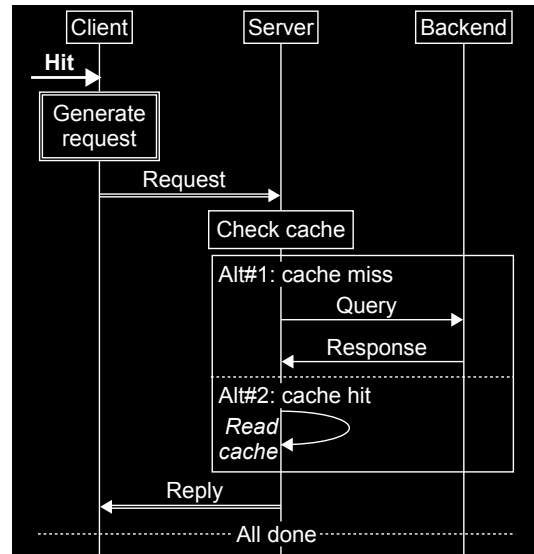 Client
Server
Backend
Hit
Generate
request
Request
Check cache
Alt#1: cache miss
Query
Response
Alt#2: cache hit
Read
cache
Reply
All done